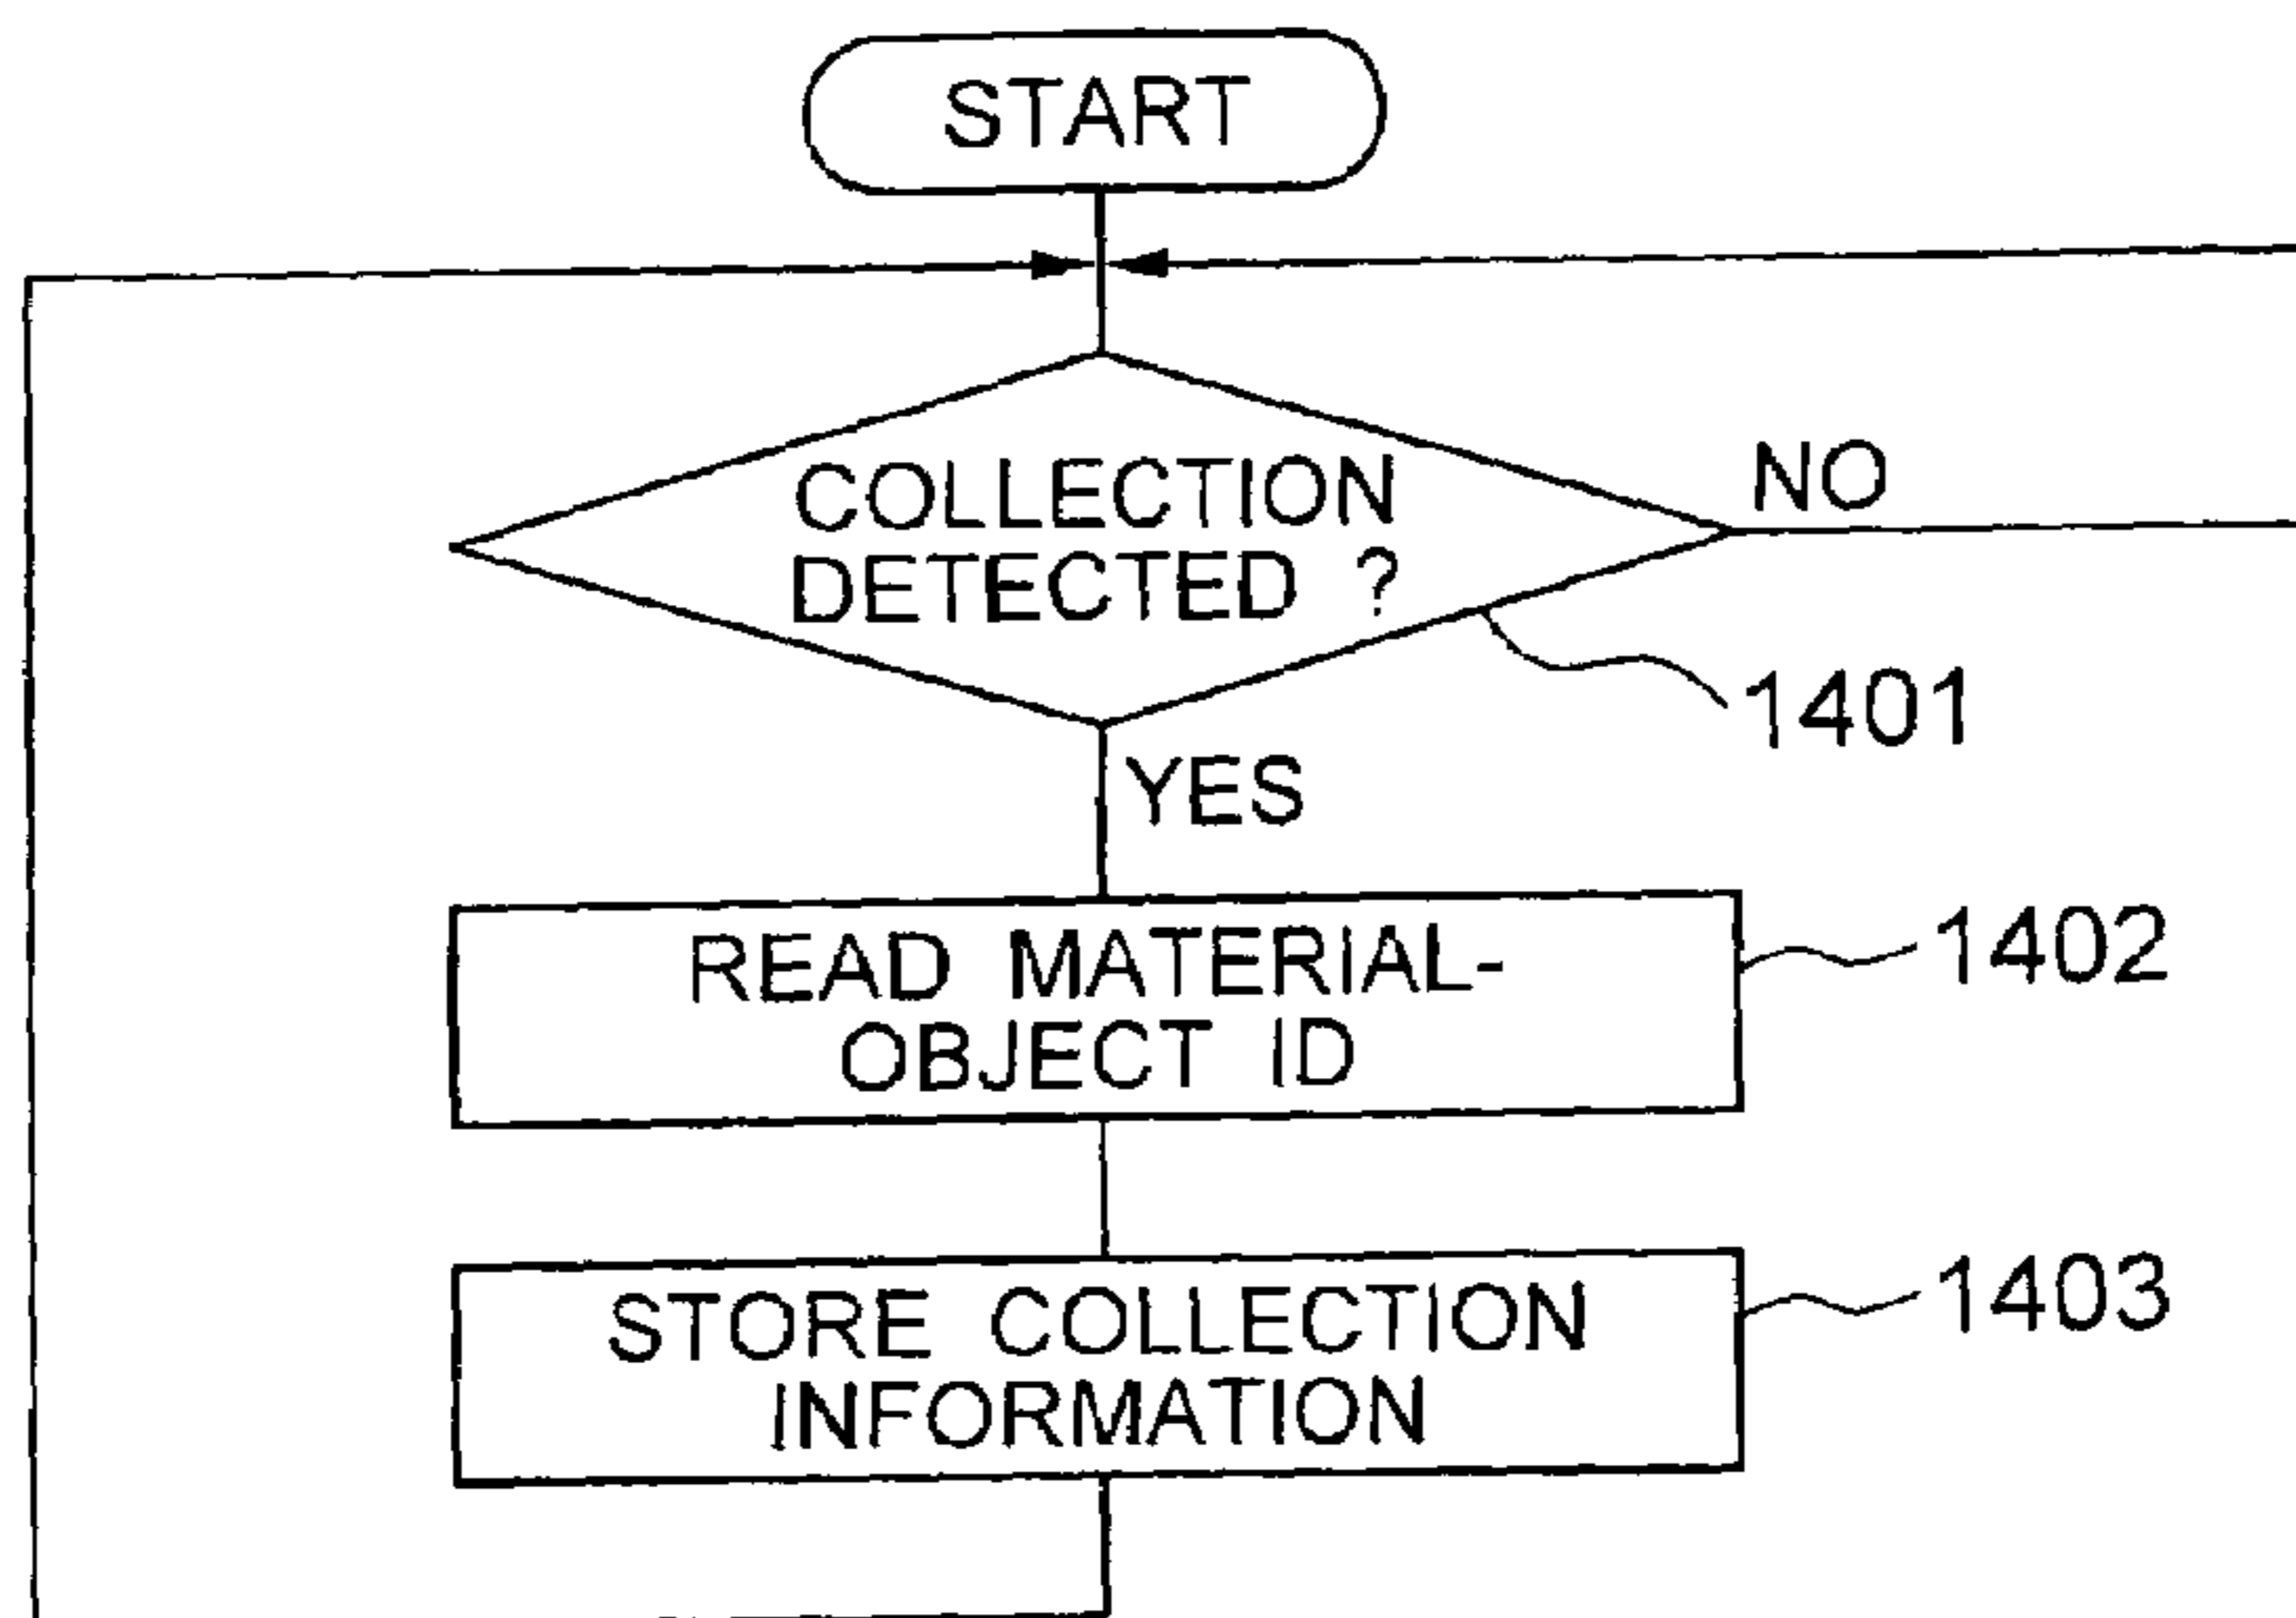 START
COLLECTION
DETECTED ?
NO
1401
YES
READ MATERIAL-
OBJECT ID
1402
STORE COLLECTION
INFORMATION
1403